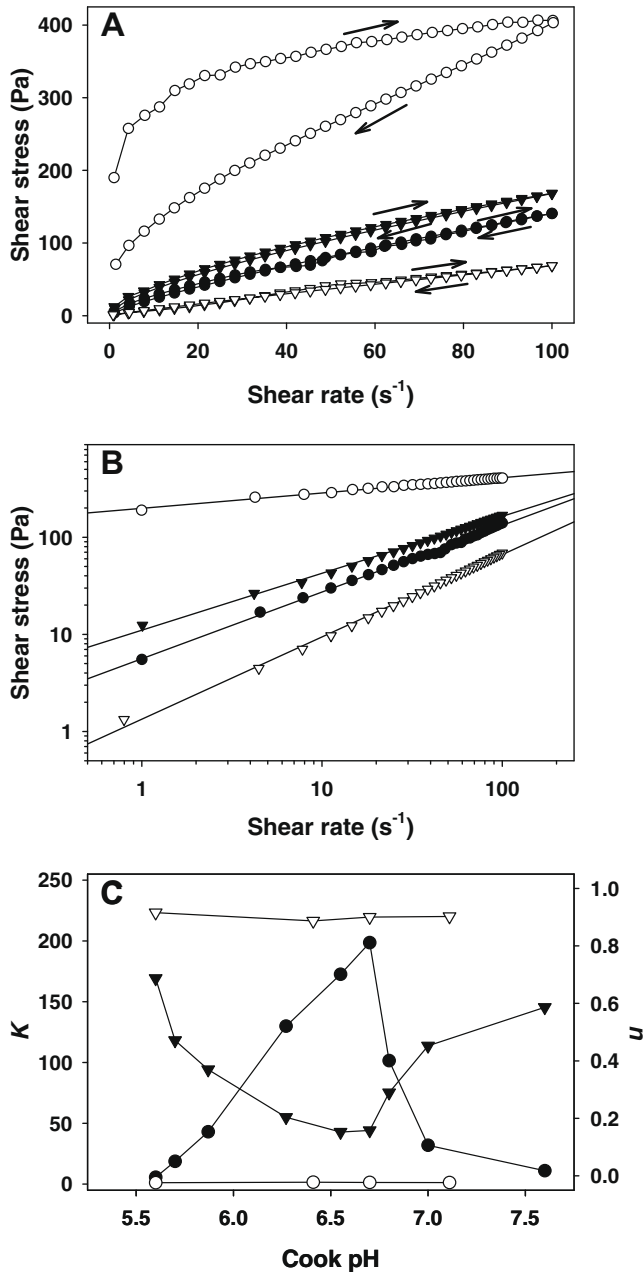 A
400
300
200
100
0
Shear stress (Pa)
0 20 40 60 80 100
Shear rate (s⁻¹)
B
100
10
1
Shear stress (Pa)
1 10 100
Shear rate (s⁻¹)
C
250
200
150
100
50
0
K
1.0
0.8
0.6
0.4
0.2
0.0
n
5.5 6.0 6.5 7.0 7.5
Cook pH